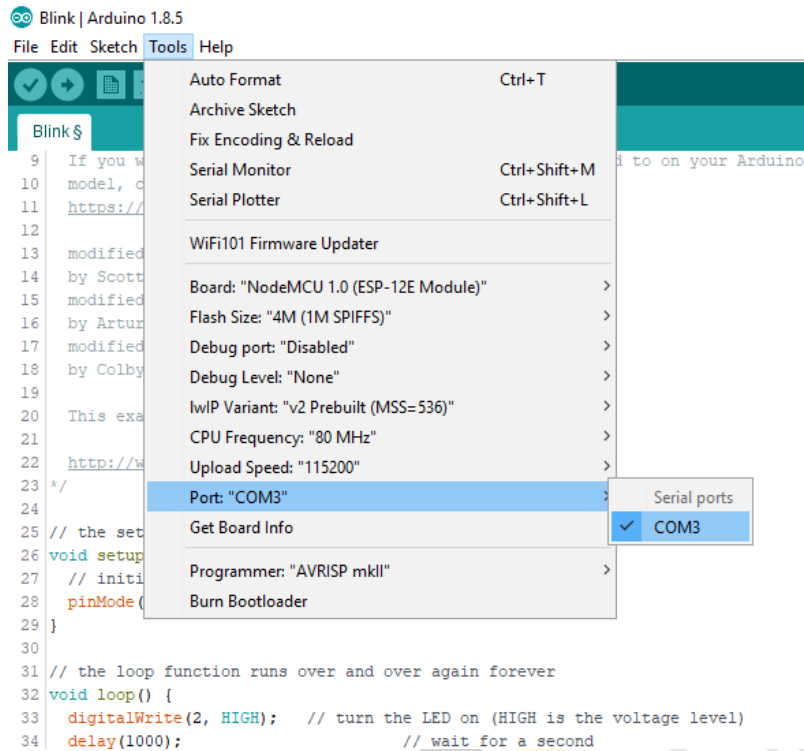 Blink | Arduino 1.8.5
File Edit Sketch Tools Help
Auto Format Ctrl+T
Archive Sketch
Fix Encoding & Reload
Serial Monitor Ctrl+Shift+M
Serial Plotter Ctrl+Shift+L
WiFi101 Firmware Updater
Board: "NodeMCU 1.0 (ESP-12E Module)"
Flash Size: "4M (1M SPIFFS)"
Debug port: "Disabled"
Debug Level: "None"
lwIP Variant: "v2 Prebuilt (MSS=536)"
CPU Frequency: "80 MHz"
Upload Speed: "115200"
Port: "COM3"
Get Board Info
Programmer: "AVRISP mkII"
Burn Bootloader
Serial ports
COM3
Blink §
9 If you w d to on your Arduino
10 model, c
11 https://
12
13 modified
14 by Scott
15 modified
16 by Artur
17 modified
18 by Colby
19
20 This exa
21
22 http://w
23 */
24
25 // the set
26 void setup
27 // initi
28 pinMode(
29 }
30
31 // the loop function runs over and over again forever
32 void loop() {
33 digitalWrite(2, HIGH); // turn the LED on (HIGH is the voltage level)
34 delay(1000); // wait for a second